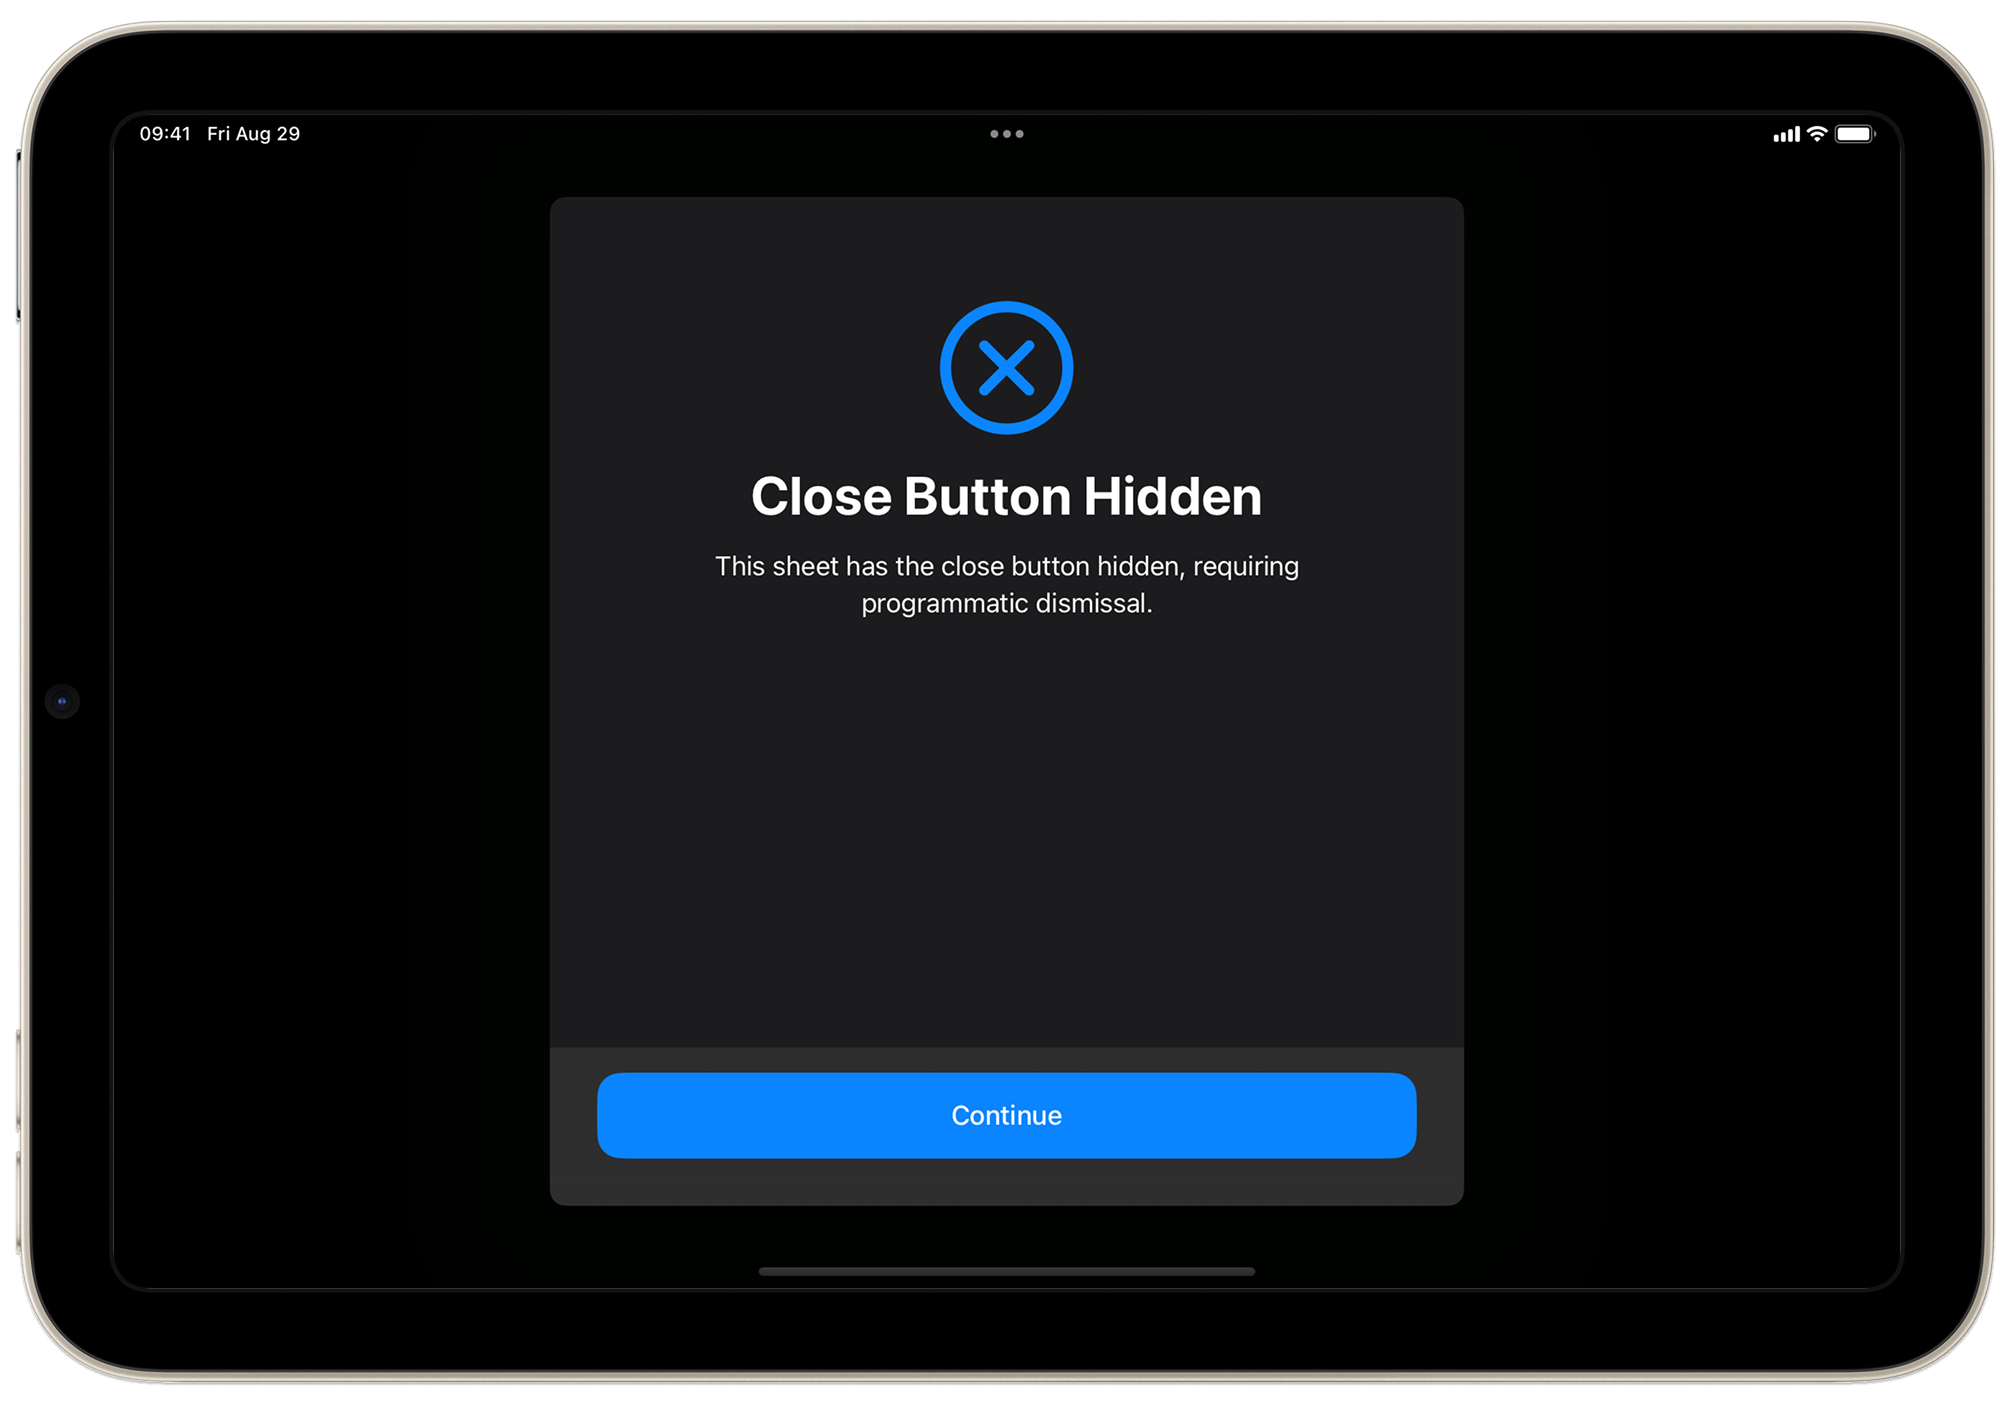 09:41 Fri Aug 29
Close Button Hidden
This sheet has the close button hidden, requiring
programmatic dismissal.
Continue